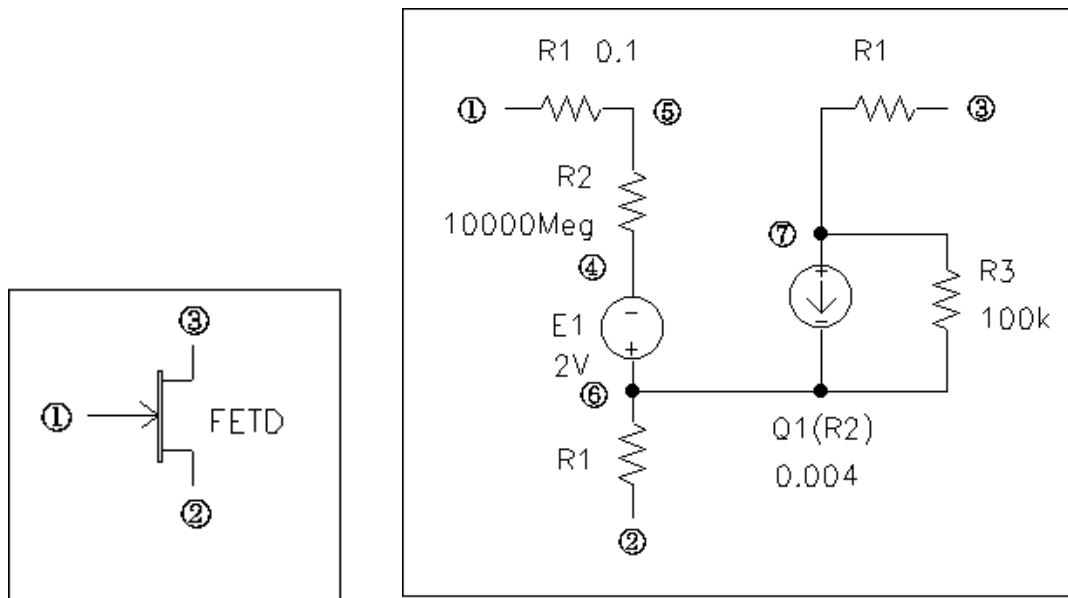 ③
① FETD
②
R1 0.1 R1
① ⑤ ③
R2
10000Meg ⑦
④ R3
E1 100k
2V
⑥ Q1(R2)
R1 0.004
②